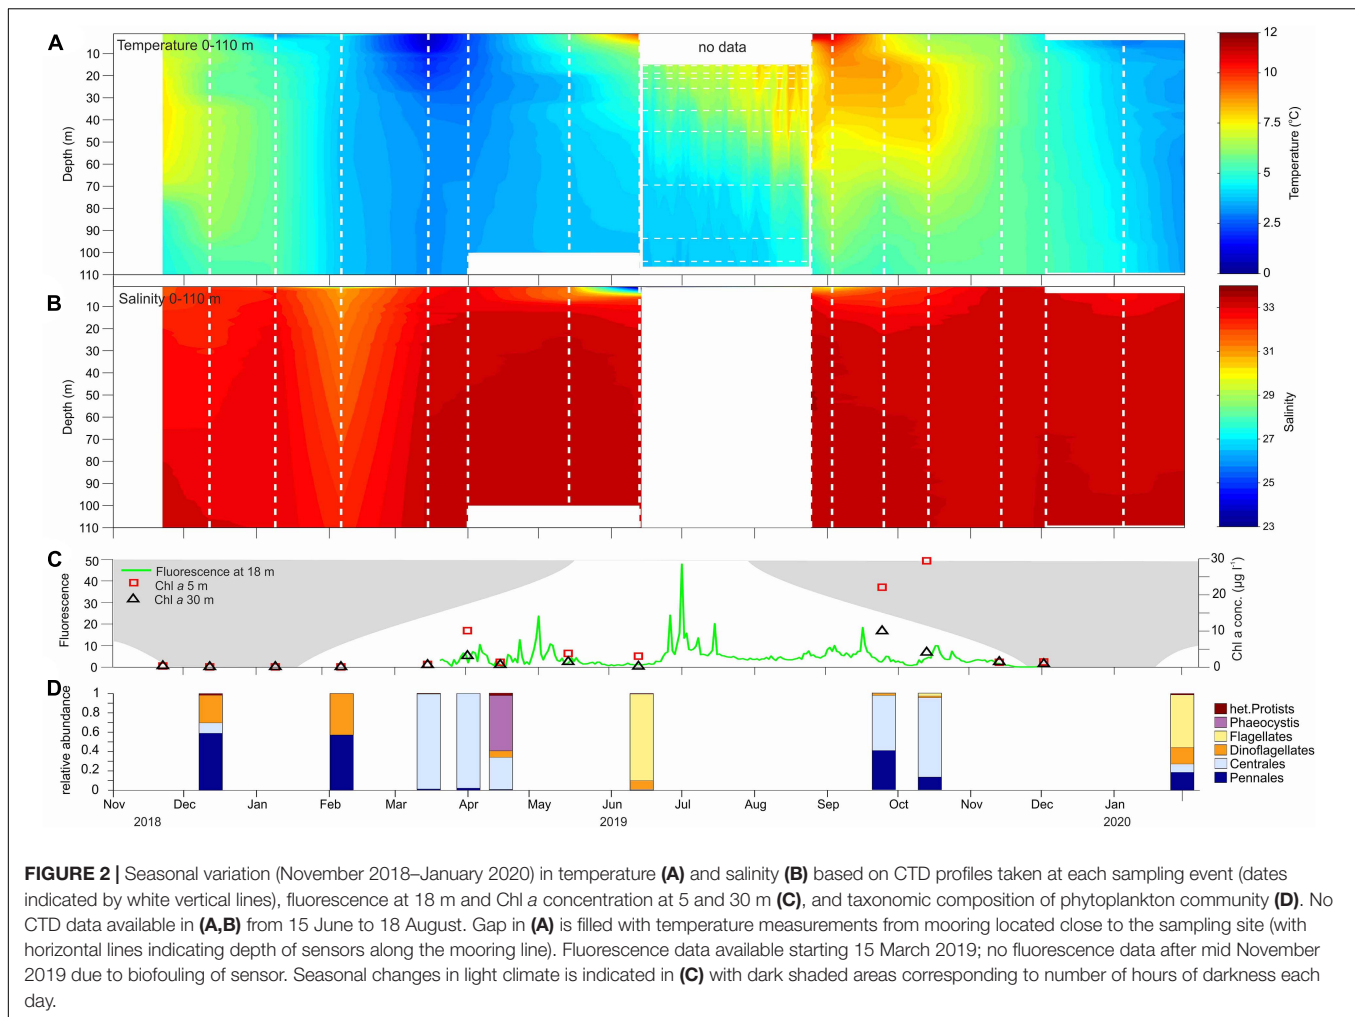 A
Temperature 0-110 m
no data
10
20
30
40
50
60
70
80
90
100
110
Depth (m)
12
10
7.5
5
2.5
0
Temperature (°C)
B
Salinity 0-110 m
10
20
30
40
50
60
70
80
90
100
110
Depth (m)
33
31
29
27
25
23
Salinity
C
50
40
30
20
10
0
Fluorescence
Fluorescence at 18 m
Chl a 5 m
Chl a 30 m
30
20
10
0
Chl a conc. (µg l⁻¹)
D
1
0.8
0.6
0.4
0.2
0
relative abundance
het.Protists
Phaeocystis
Flagellates
Dinoflagellates
Centrales
Pennales
Nov Dec Jan Feb Mar Apr May Jun Jul Aug Sep Oct Nov Dec Jan
2018 2019 2020
FIGURE 2 | Seasonal variation (November 2018–January 2020) in temperature (A) and salinity (B) based on CTD profiles taken at each sampling event (dates
indicated by white vertical lines), fluorescence at 18 m and Chl a concentration at 5 and 30 m (C), and taxonomic composition of phytoplankton community (D). No
CTD data available in (A,B) from 15 June to 18 August. Gap in (A) is filled with temperature measurements from mooring located close to the sampling site (with
horizontal lines indicating depth of sensors along the mooring line). Fluorescence data available starting 15 March 2019; no fluorescence data after mid November
2019 due to biofouling of sensor. Seasonal changes in light climate is indicated in (C) with dark shaded areas corresponding to number of hours of darkness each
day.